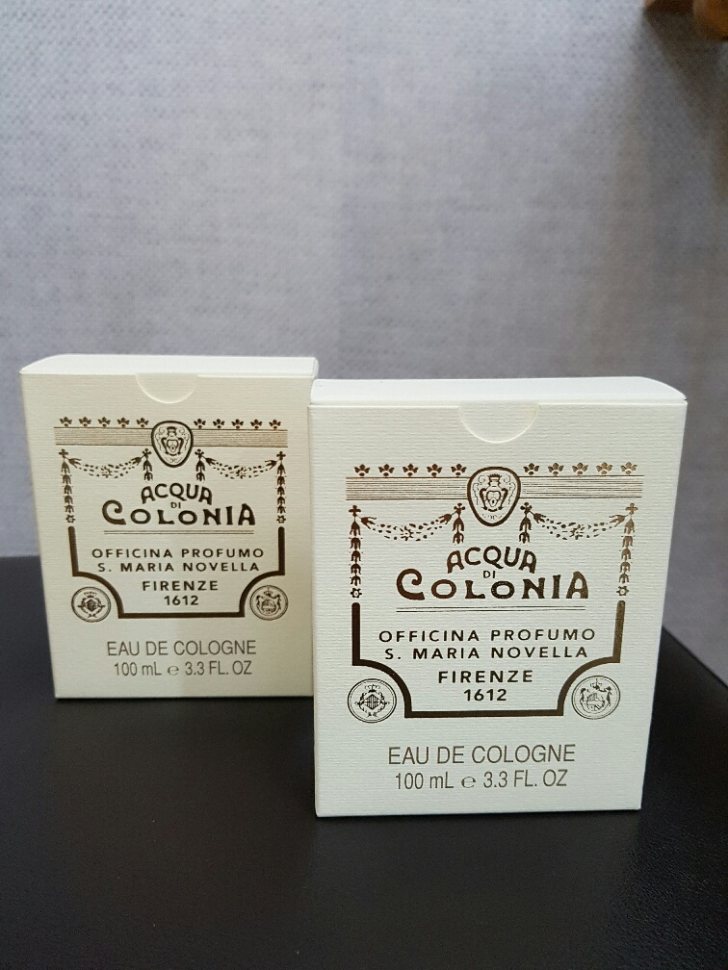 ACQUA
DI
COLONIA
OFFICINA PROFUMO
S. MARIA NOVELLA
FIRENZE
1612
EAU DE COLOGNE
100 mL ℮ 3.3 FL. OZ
ACQUA
DI
COLONIA
OFFICINA PROFUMO
S. MARIA NOVELLA
FIRENZE
1612
EAU DE COLOGNE
100 mL ℮ 3.3 FL. OZ